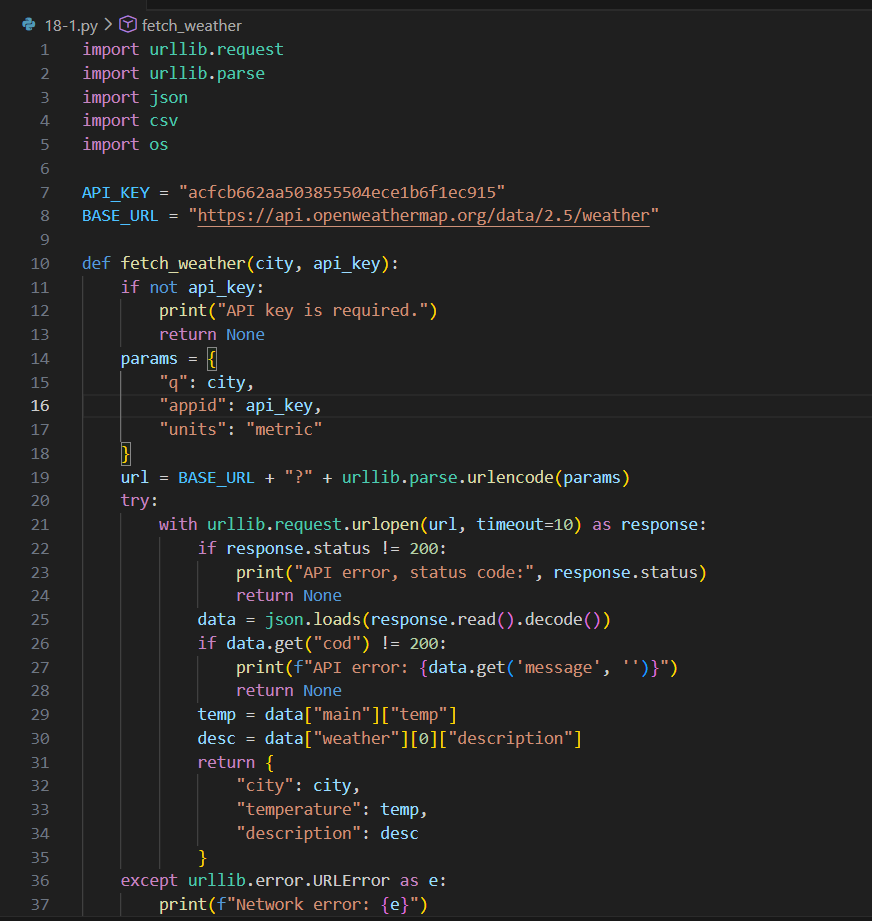 18-1.py > fetch_weather
1 import urllib.request
2 import urllib.parse
3 import json
4 import csv
5 import os
6
7 API_KEY = "acfcb662aa503855504ece1b6f1ec915"
8 BASE_URL = "https://api.openweathermap.org/data/2.5/weather"
9
10 def fetch_weather(city, api_key):
11     if not api_key:
12         print("API key is required.")
13         return None
14     params = {
15         "q": city,
16         "appid": api_key,
17         "units": "metric"
18     }
19     url = BASE_URL + "?" + urllib.parse.urlencode(params)
20     try:
21         with urllib.request.urlopen(url, timeout=10) as response:
22             if response.status != 200:
23                 print("API error, status code:", response.status)
24                 return None
25             data = json.loads(response.read().decode())
26             if data.get("cod") != 200:
27                 print(f"API error: {data.get('message', '')}")
28                 return None
29             temp = data["main"]["temp"]
30             desc = data["weather"][0]["description"]
31             return {
32                 "city": city,
33                 "temperature": temp,
34                 "description": desc
35             }
36     except urllib.error.URLError as e:
37         print(f"Network error: {e}")